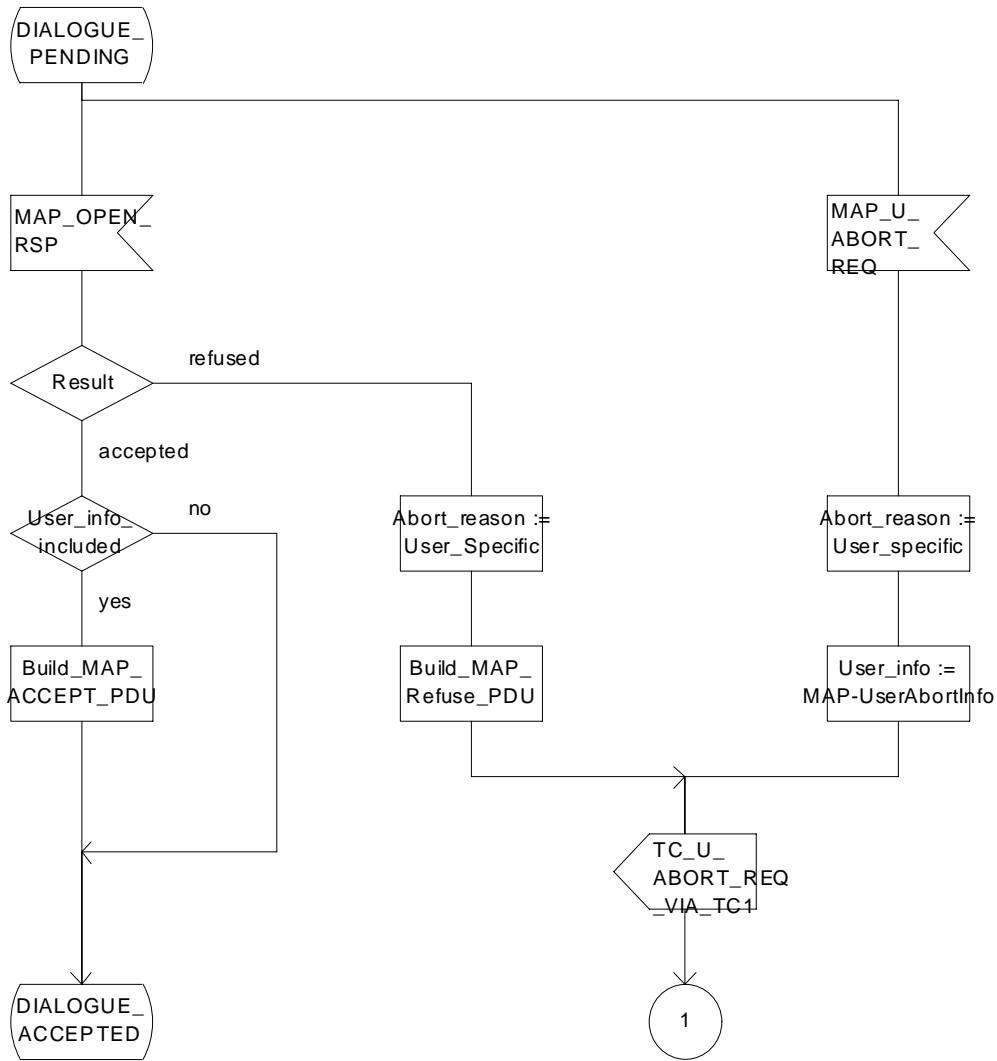 DIALOGUE_
PENDING
MAP_OPEN_
RSP
MAP_U_
ABORT_
REQ
Result
refused
accepted
User_info_
included
no
yes
Abort_reason :=
User_Specific
Abort_reason :=
User_specific
Build_MAP_
ACCEPT_PDU
Build_MAP_
Refuse_PDU
User_info :=
MAP-UserAbortInfo
TC_U_
ABORT_REQ
_VIA_TC1
DIALOGUE_
ACCEPTED
1